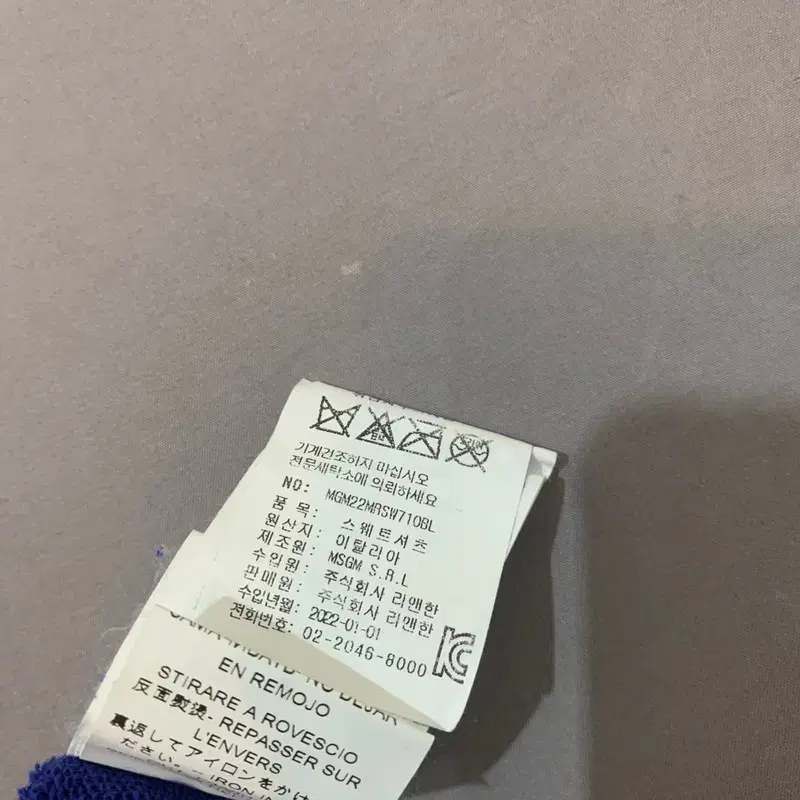 기계건조하지 마십시오
전문세탁소에 의뢰하세요
NO: MGM22MRSW710BL
품 목: 스웨트셔츠
원산지: 이탈리아
제조원: MSGM S.R.L
수입원: 주식회사 리앤한
판매원: 주식회사 리앤한
수입년월: 2022-01-01
전화번호: 02-2046-8000
EN REMOJO
STIRARE A ROVESCIO
反面熨烫- REPASSER SUR
L'ENVERS
裏返してアイロンをかけ
ださい。